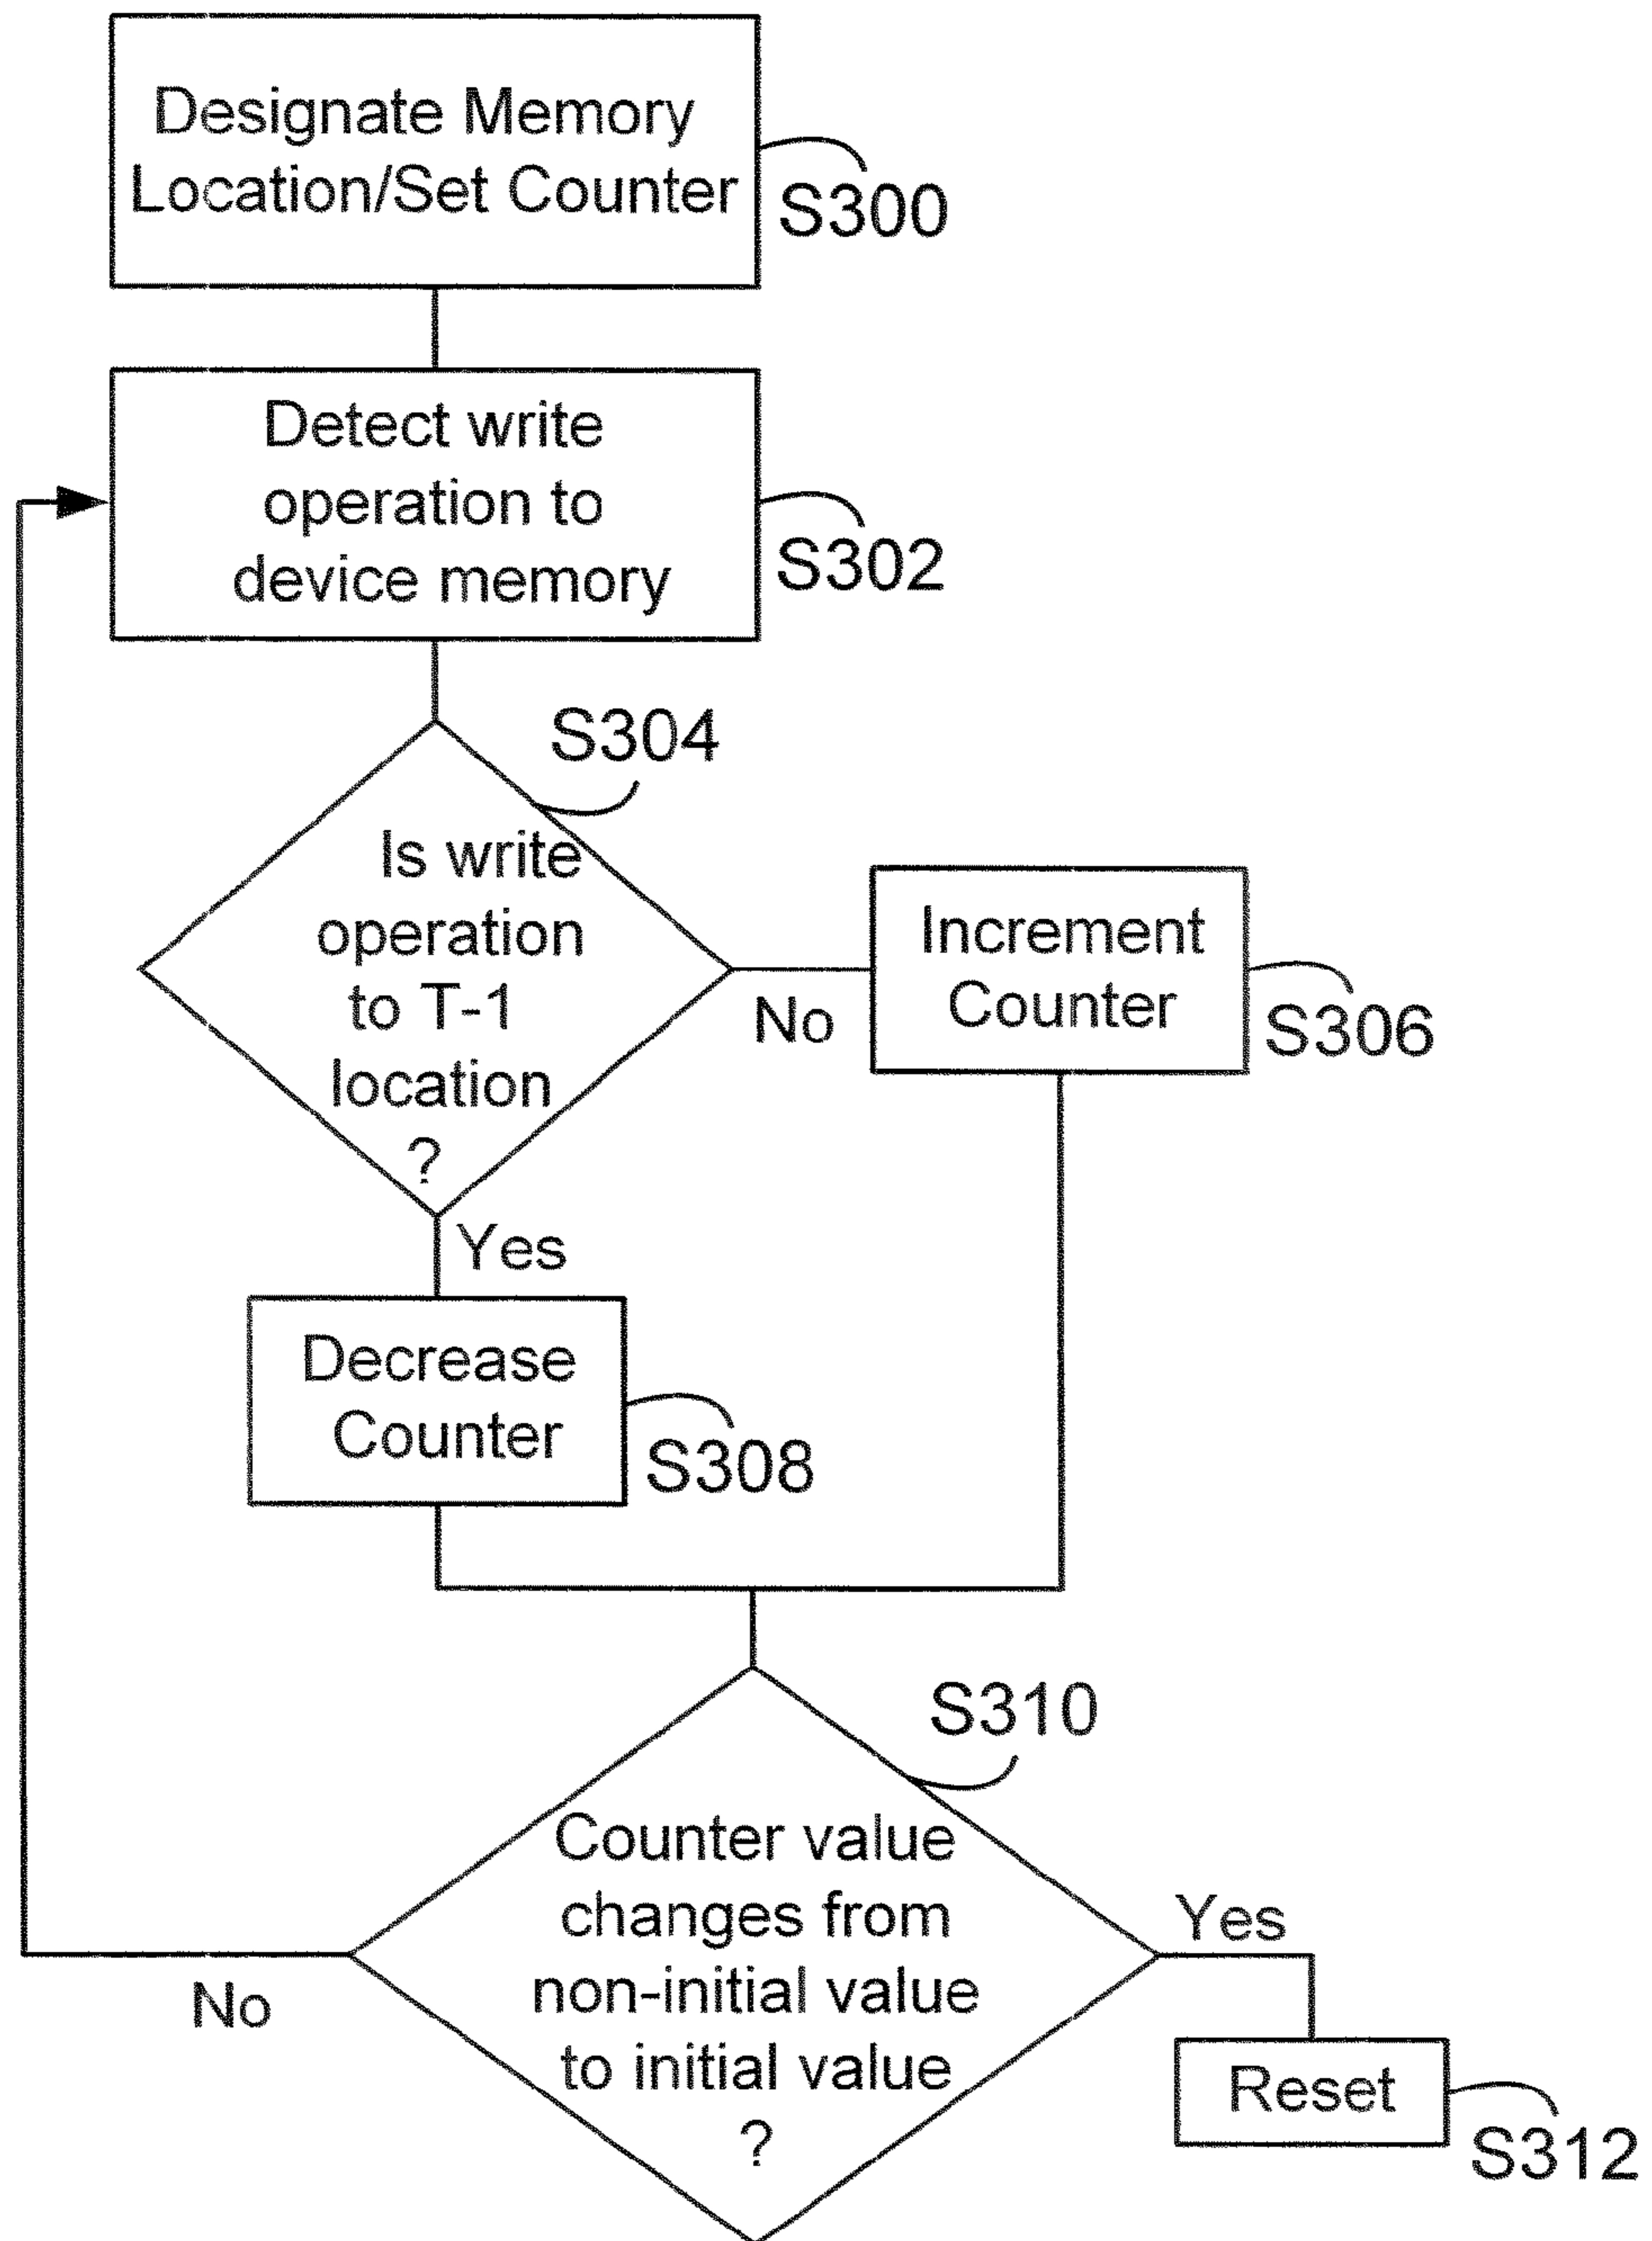 Designate Memory
Location/Set Counter
S300
Detect write
operation to
device memory
S302
S304
Is write
operation
to T-1
location
?
No
Increment
Counter
S306
Yes
Decrease
Counter
S308
S310
Counter value
changes from
non-initial value
to initial value
?
No
Yes
Reset
S312